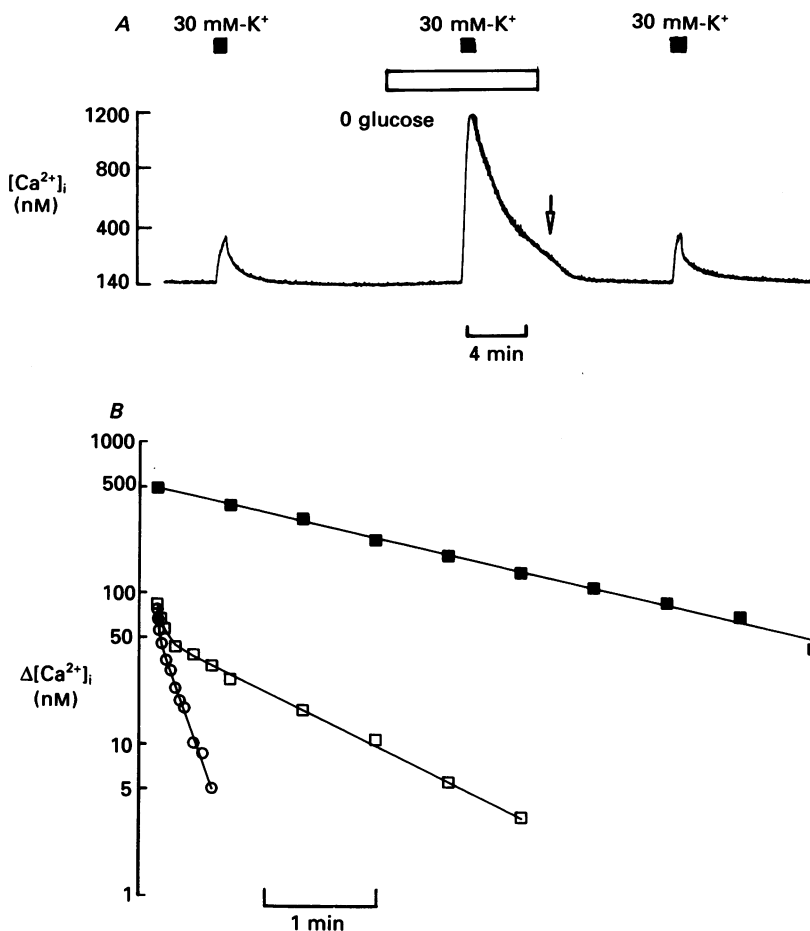 A 30 mM-K⁺ 30 mM-K⁺ 30 mM-K⁺
0 glucose
1200
800
400
140
[Ca²⁺]ᵢ
(nM)
4 min
B
1000
500
100
50
10
5
1
Δ[Ca²⁺]ᵢ
(nM)
1 min